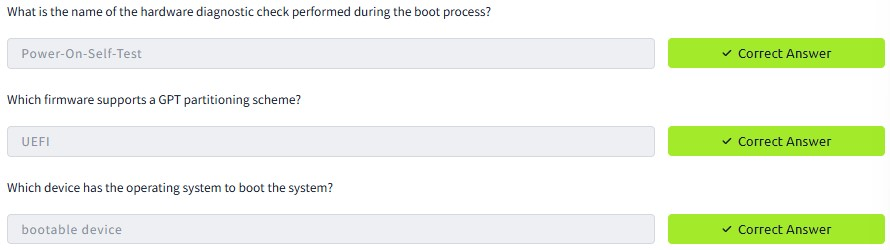 What is the name of the hardware diagnostic check performed during the boot process?
Power-On-Self-Test
✓ Correct Answer
Which firmware supports a GPT partitioning scheme?
UEFI
✓ Correct Answer
Which device has the operating system to boot the system?
bootable device
✓ Correct Answer